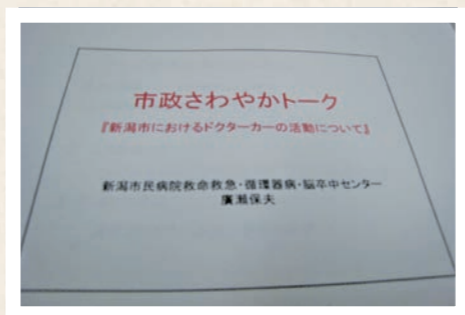 市政さわやかトーク
『新潟市におけるドクターカーの活動について』
新潟市民病院救命救急・循環器病・脳卒中センター
廣瀬保夫